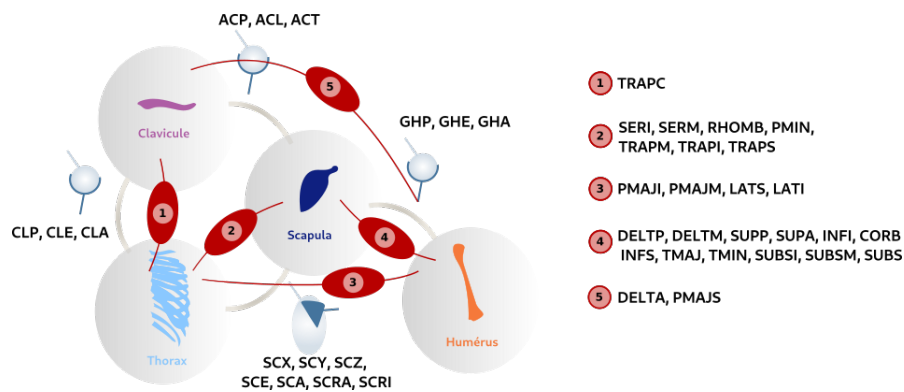 ACP, ACL, ACT
5
1 TRAPC
Clavicule
GHP, GHE, GHA
2 SERI, SERM, RHOMB, PMIN,
TRAPM, TRAPI, TRAPS
1
3 PMAJI, PMAJM, LATS, LATI
CLP, CLE, CLA
2
Scapula
4
4 DELTP, DELTM, SUPP, SUPA, INFI, CORB
INFS, TMAJ, TMIN, SUBSI, SUBSM, SUBS
3
5 DELTA, PMAJS
Thorax
Humérus
SCX, SCY, SCZ,
SCE, SCA, SCRA, SCRI